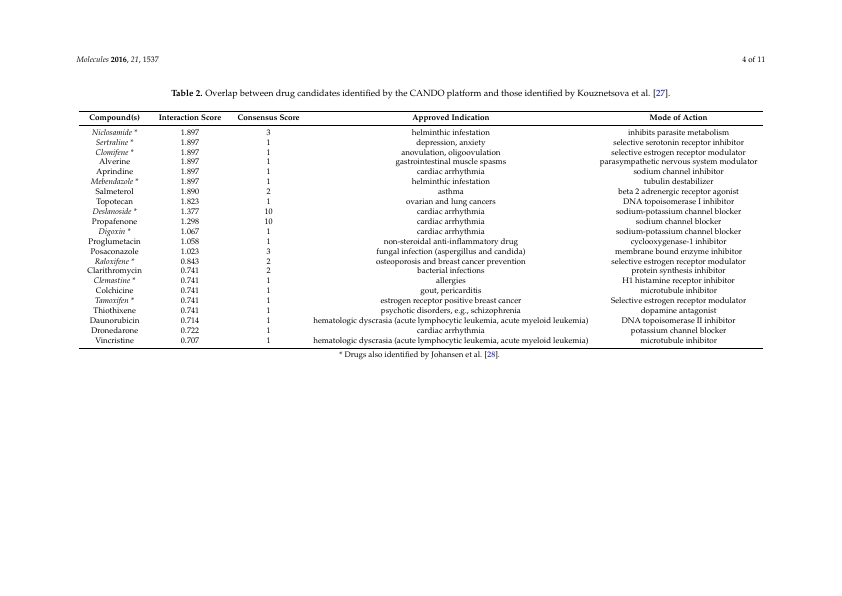 Molecules 2016, 21, 1537 4 of 11
Table 2. Overlap between drug candidates identified by the CANDO platform and those identified by Kouznetsova et al. [27].
Compound(s) Interaction Score Consensus Score Approved Indication Mode of Action
Niclosamide * 1.897 3 helminthic infestation inhibits parasite metabolism
Sertraline * 1.897 1 depression, anxiety selective serotonin receptor inhibitor
Clomifene * 1.897 1 anovulation, oligoovulation selective estrogen receptor modulator
Alverine 1.897 1 gastrointestinal muscle spasms parasympathetic nervous system modulator
Aprindine 1.897 1 cardiac arrhythmia sodium channel inhibitor
Mebendazole * 1.897 1 helminthic infestation tubulin destabilizer
Salmeterol 1.890 2 asthma beta 2 adrenergic receptor agonist
Topotecan 1.823 1 ovarian and lung cancers DNA topoisomerase I inhibitor
Deslanoside * 1.377 10 cardiac arrhythmia sodium-potassium channel blocker
Propafenone 1.298 10 cardiac arrhythmia sodium channel blocker
Digoxin * 1.067 1 cardiac arrhythmia sodium-potassium channel blocker
Proglumetacin 1.058 1 non-steroidal anti-inflammatory drug cyclooxygenase-1 inhibitor
Posaconazole 1.023 3 fungal infection (aspergillus and candida) membrane bound enzyme inhibitor
Raloxifene * 0.843 2 osteoporosis and breast cancer prevention selective estrogen receptor modulator
Clarithromycin 0.741 2 bacterial infections protein synthesis inhibitor
Clemastine * 0.741 1 allergies H1 histamine receptor inhibitor
Colchicine 0.741 1 gout, pericarditis microtubule inhibitor
Tamoxifen * 0.741 1 estrogen receptor positive breast cancer Selective estrogen receptor modulator
Thiothixene 0.741 1 psychotic disorders, e.g., schizophrenia dopamine antagonist
Daunorubicin 0.714 1 hematologic dyscrasia (acute lymphocytic leukemia, acute myeloid leukemia) DNA topoisomerase II inhibitor
Dronedarone 0.722 1 cardiac arrhythmia potassium channel blocker
Vincristine 0.707 1 hematologic dyscrasia (acute lymphocytic leukemia, acute myeloid leukemia) microtubule inhibitor
* Drugs also identified by Johansen et al. [28].